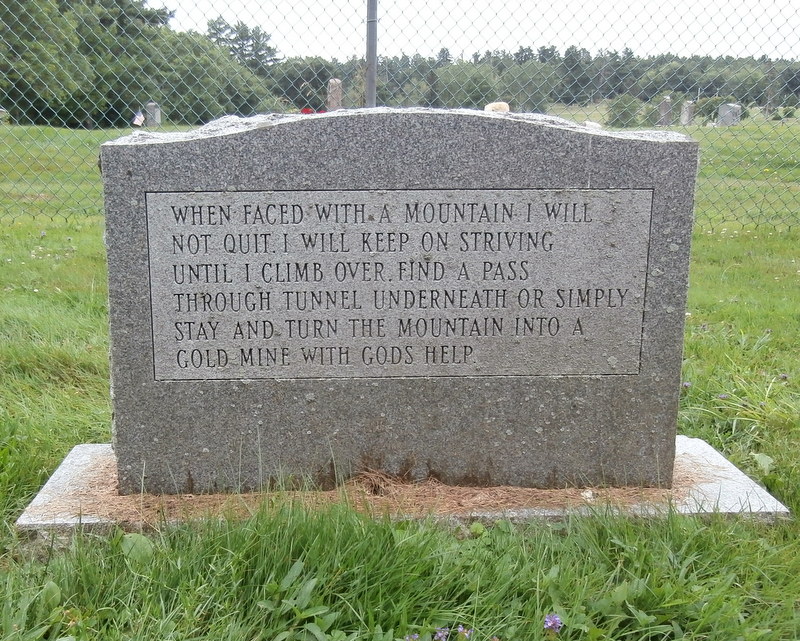 WHEN FACED WITH A MOUNTAIN I WILL
NOT QUIT. I WILL KEEP ON STRIVING
UNTIL I CLIMB OVER. FIND A PASS
THROUGH TUNNEL UNDERNEATH OR SIMPLY
STAY AND TURN THE MOUNTAIN INTO A
GOLD MINE WITH GODS HELP.